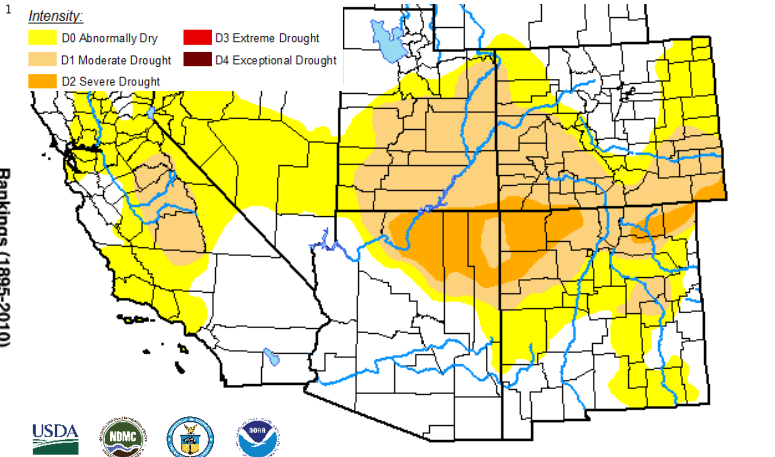 1
Intensity:
D0 Abnormally Dry
D3 Extreme Drought
D1 Moderate Drought
D4 Exceptional Drought
D2 Severe Drought
Rankings (1895-2010)
USDA
NDMC
NOAA